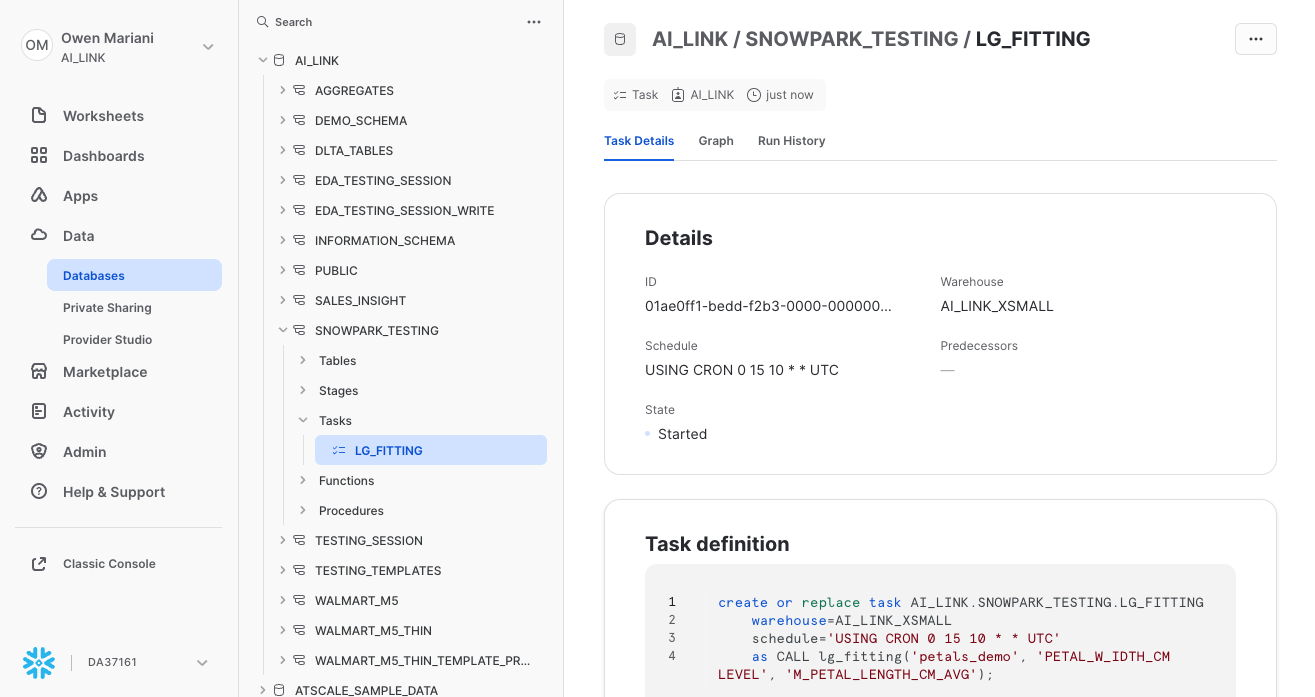 OM
Owen Mariani
AI_LINK
Worksheets
Dashboards
Apps
Data
Databases
Private Sharing
Provider Studio
Marketplace
Activity
Admin
Help & Support
Classic Console
DA37161
Search
AI_LINK
AGGREGATES
DEMO_SCHEMA
DLTA_TABLES
EDA_TESTING_SESSION
EDA_TESTING_SESSION_WRITE
INFORMATION_SCHEMA
PUBLIC
SALES_INSIGHT
SNOWPARK_TESTING
Tables
Stages
Tasks
LG_FITTING
Functions
Procedures
TESTING_SESSION
TESTING_TEMPLATES
WALMART_M5
WALMART_M5_THIN
WALMART_M5_THIN_TEMPLATE_PR...
ATSCALE_SAMPLE_DATA
AI_LINK / SNOWPARK_TESTING / LG_FITTING
Task AI_LINK just now
Task Details Graph Run History
Details
ID Warehouse
01ae0ff1-bedd-f2b3-0000-000000... AI_LINK_XSMALL
Schedule Predecessors
USING CRON 0 15 10 * * UTC —
State
Started
Task definition
1 create or replace task AI_LINK.SNOWPARK_TESTING.LG_FITTING
2 warehouse=AI_LINK_XSMALL
3 schedule='USING CRON 0 15 10 * * UTC'
4 as CALL lg_fitting('petals_demo', 'PETAL_W_IDTH_CM
LEVEL', 'M_PETAL_LENGTH_CM_AVG');